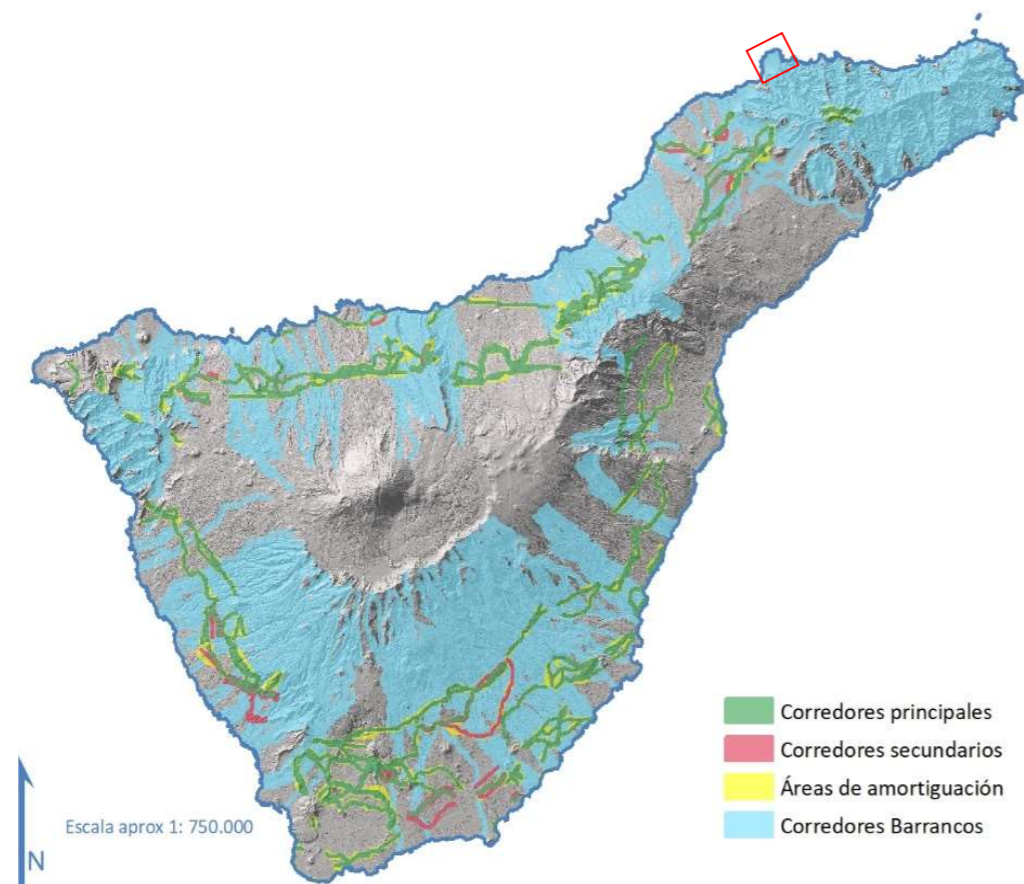 Corredores principales
Corredores secundarios
Áreas de amortiguación
Corredores Barrancos
Escala aprox 1: 750.000
N